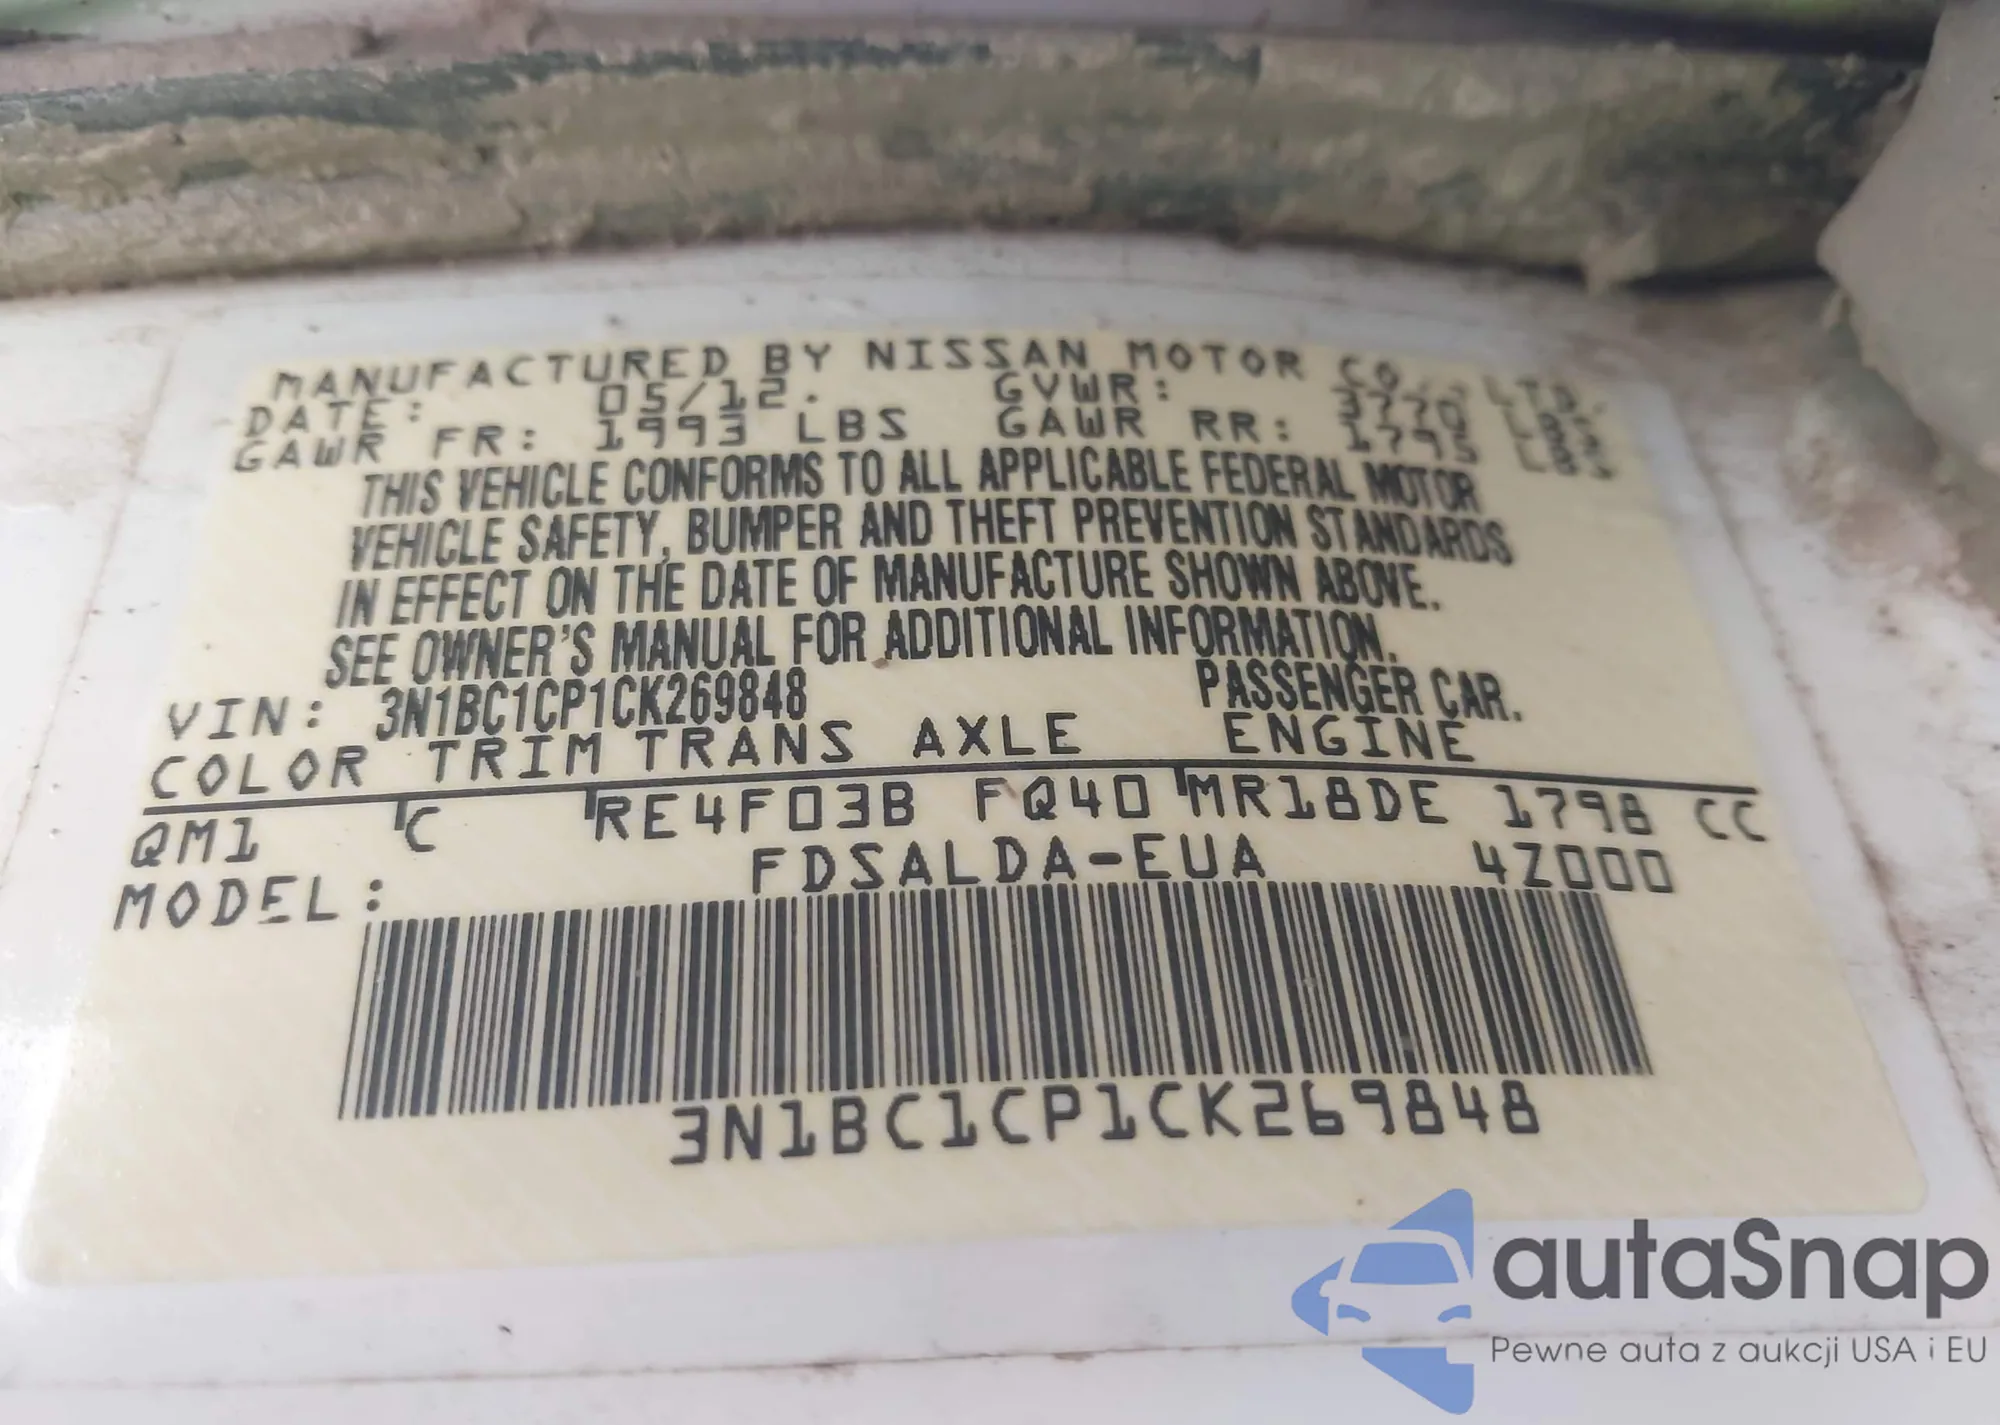 MANUFACTURED BY NISSAN MOTOR CO., LTD.
DATE: 05/12. GVWR: 3770 LBS
GAWR FR: 1993 LBS GAWR RR: 1795 LBS
THIS VEHICLE CONFORMS TO ALL APPLICABLE FEDERAL MOTOR
VEHICLE SAFETY, BUMPER AND THEFT PREVENTION STANDARDS
IN EFFECT ON THE DATE OF MANUFACTURE SHOWN ABOVE.
SEE OWNER'S MANUAL FOR ADDITIONAL INFORMATION.
VIN: 3N1BC1CP1CK269848 PASSENGER CAR.
COLOR TRIM TRANS AXLE ENGINE
QM1 C RE4F03B FQ40 MR18DE 1798 CC
MODEL: FDSALDA-EUA 4Z000
3N1BC1CP1CK269848
autaSnap
Pewne auta z aukcji USA i EU